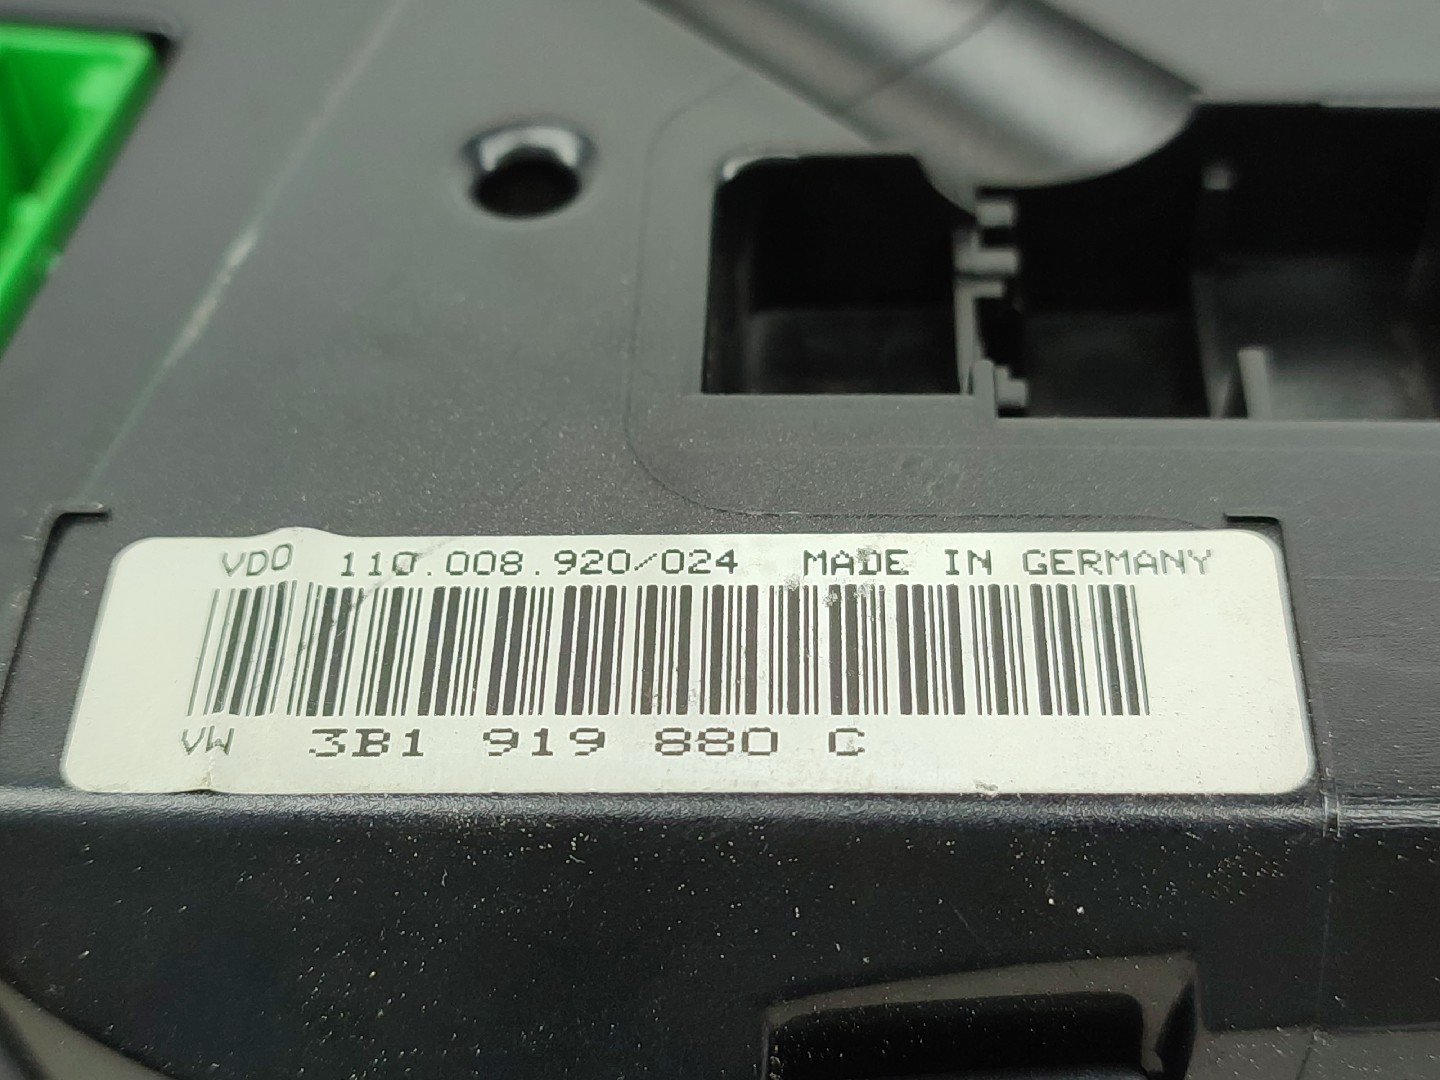 VDO 110.008.920/024 MADE IN GERMANY
VW 3B1 919 880 C